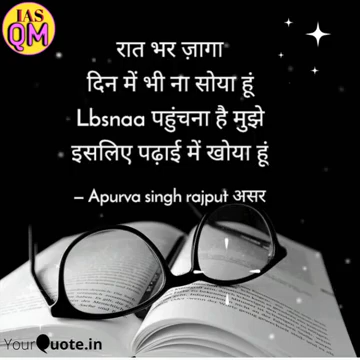 IAS
QM
रात भर ज़ागा
दिन में भी ना सोया हूं
Lbsnaa पहुंचना है मुझे
इसलिए पढ़ाई में खोया हूं
– Apurva singh rajput असर
YourQuote.in